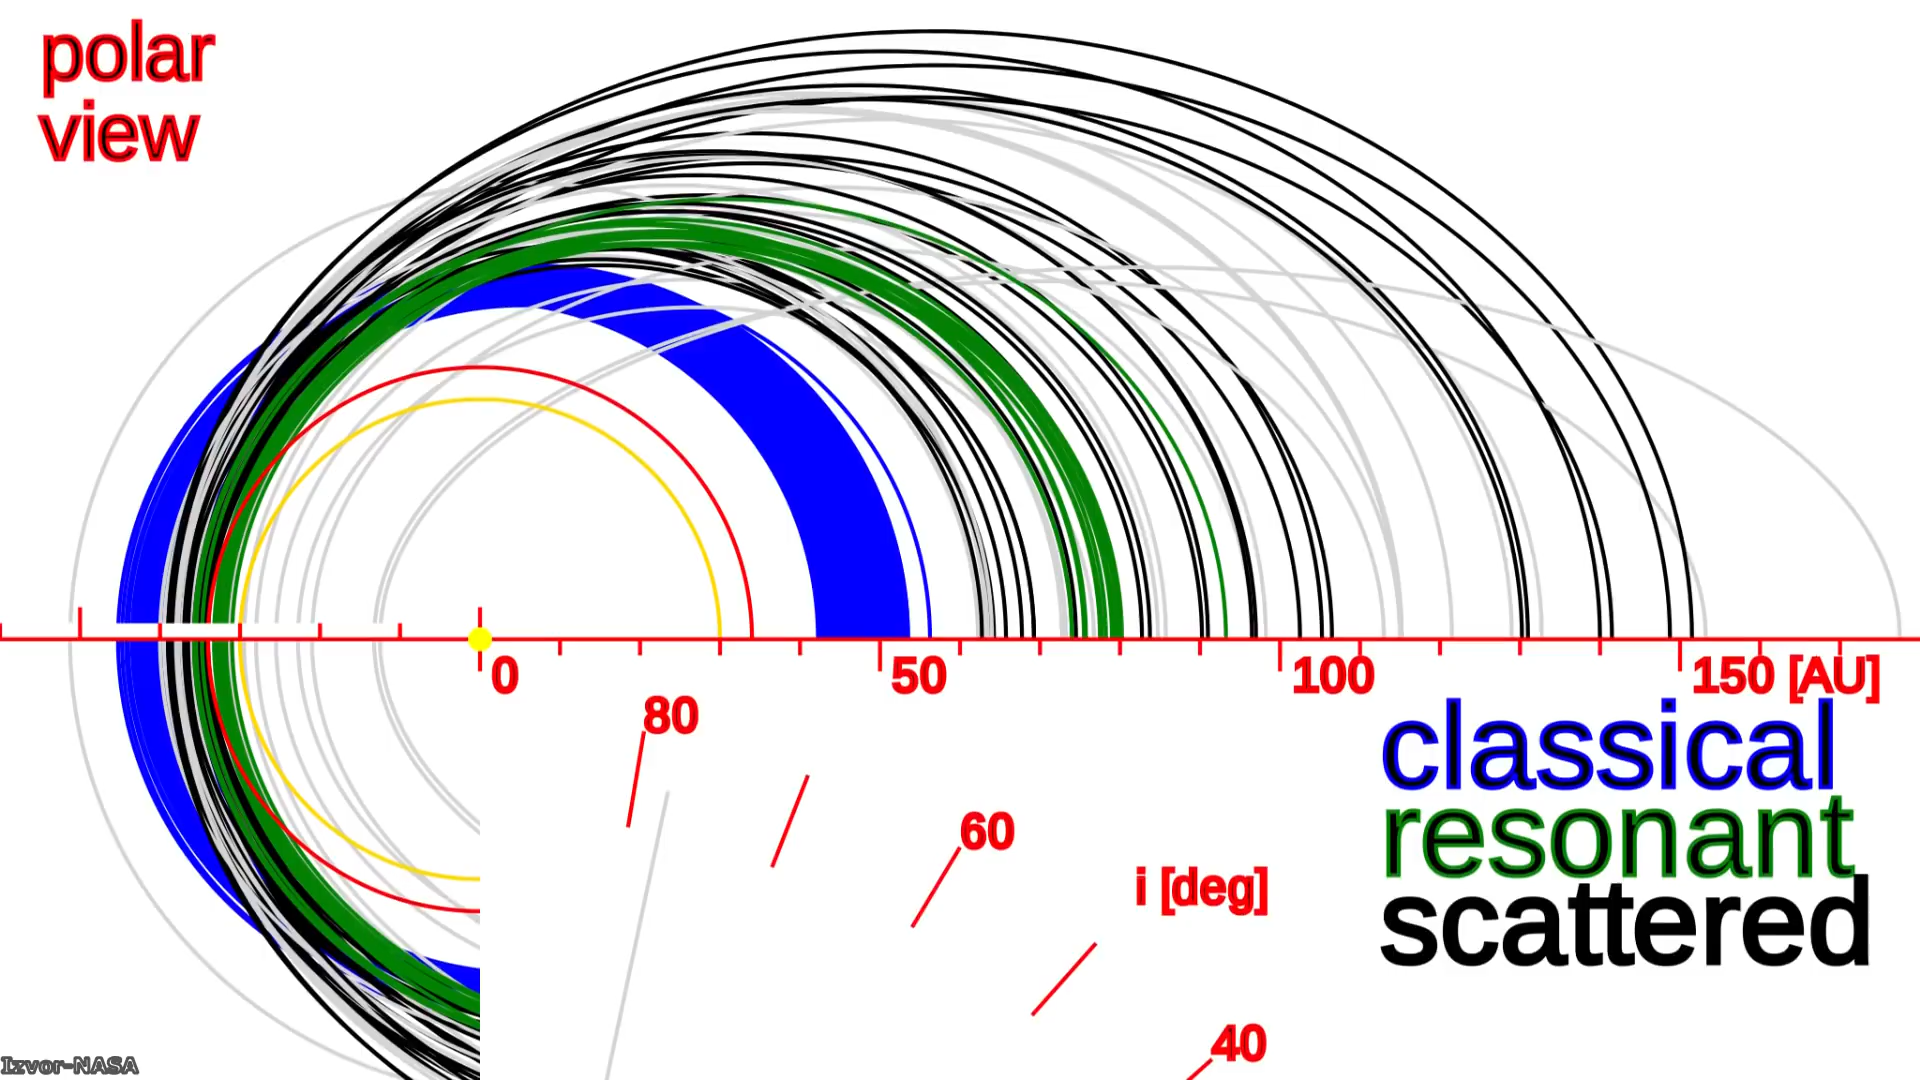 polar
view
0
50
100
150 [AU]
80
60
i [deg]
40
classical
resonant
scattered
Izvor-NASA